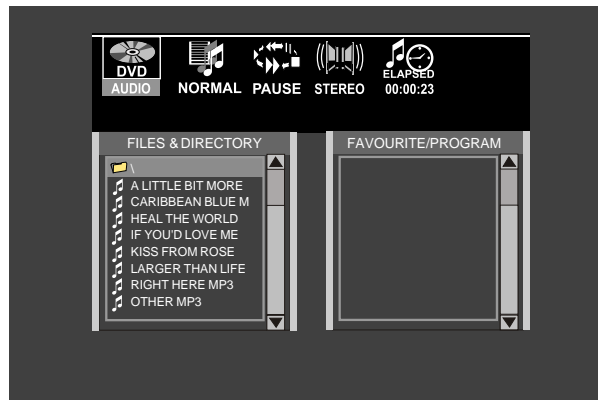 DVD
AUDIO NORMAL PAUSE STEREO ELAPSED 00:00:23
FILES & DIRECTORY
\
A LITTLE BIT MORE
CARIBBEAN BLUE M
HEAL THE WORLD
IF YOU'D LOVE ME
KISS FROM ROSE
LARGER THAN LIFE
RIGHT HERE MP3
OTHER MP3
FAVOURITE/PROGRAM